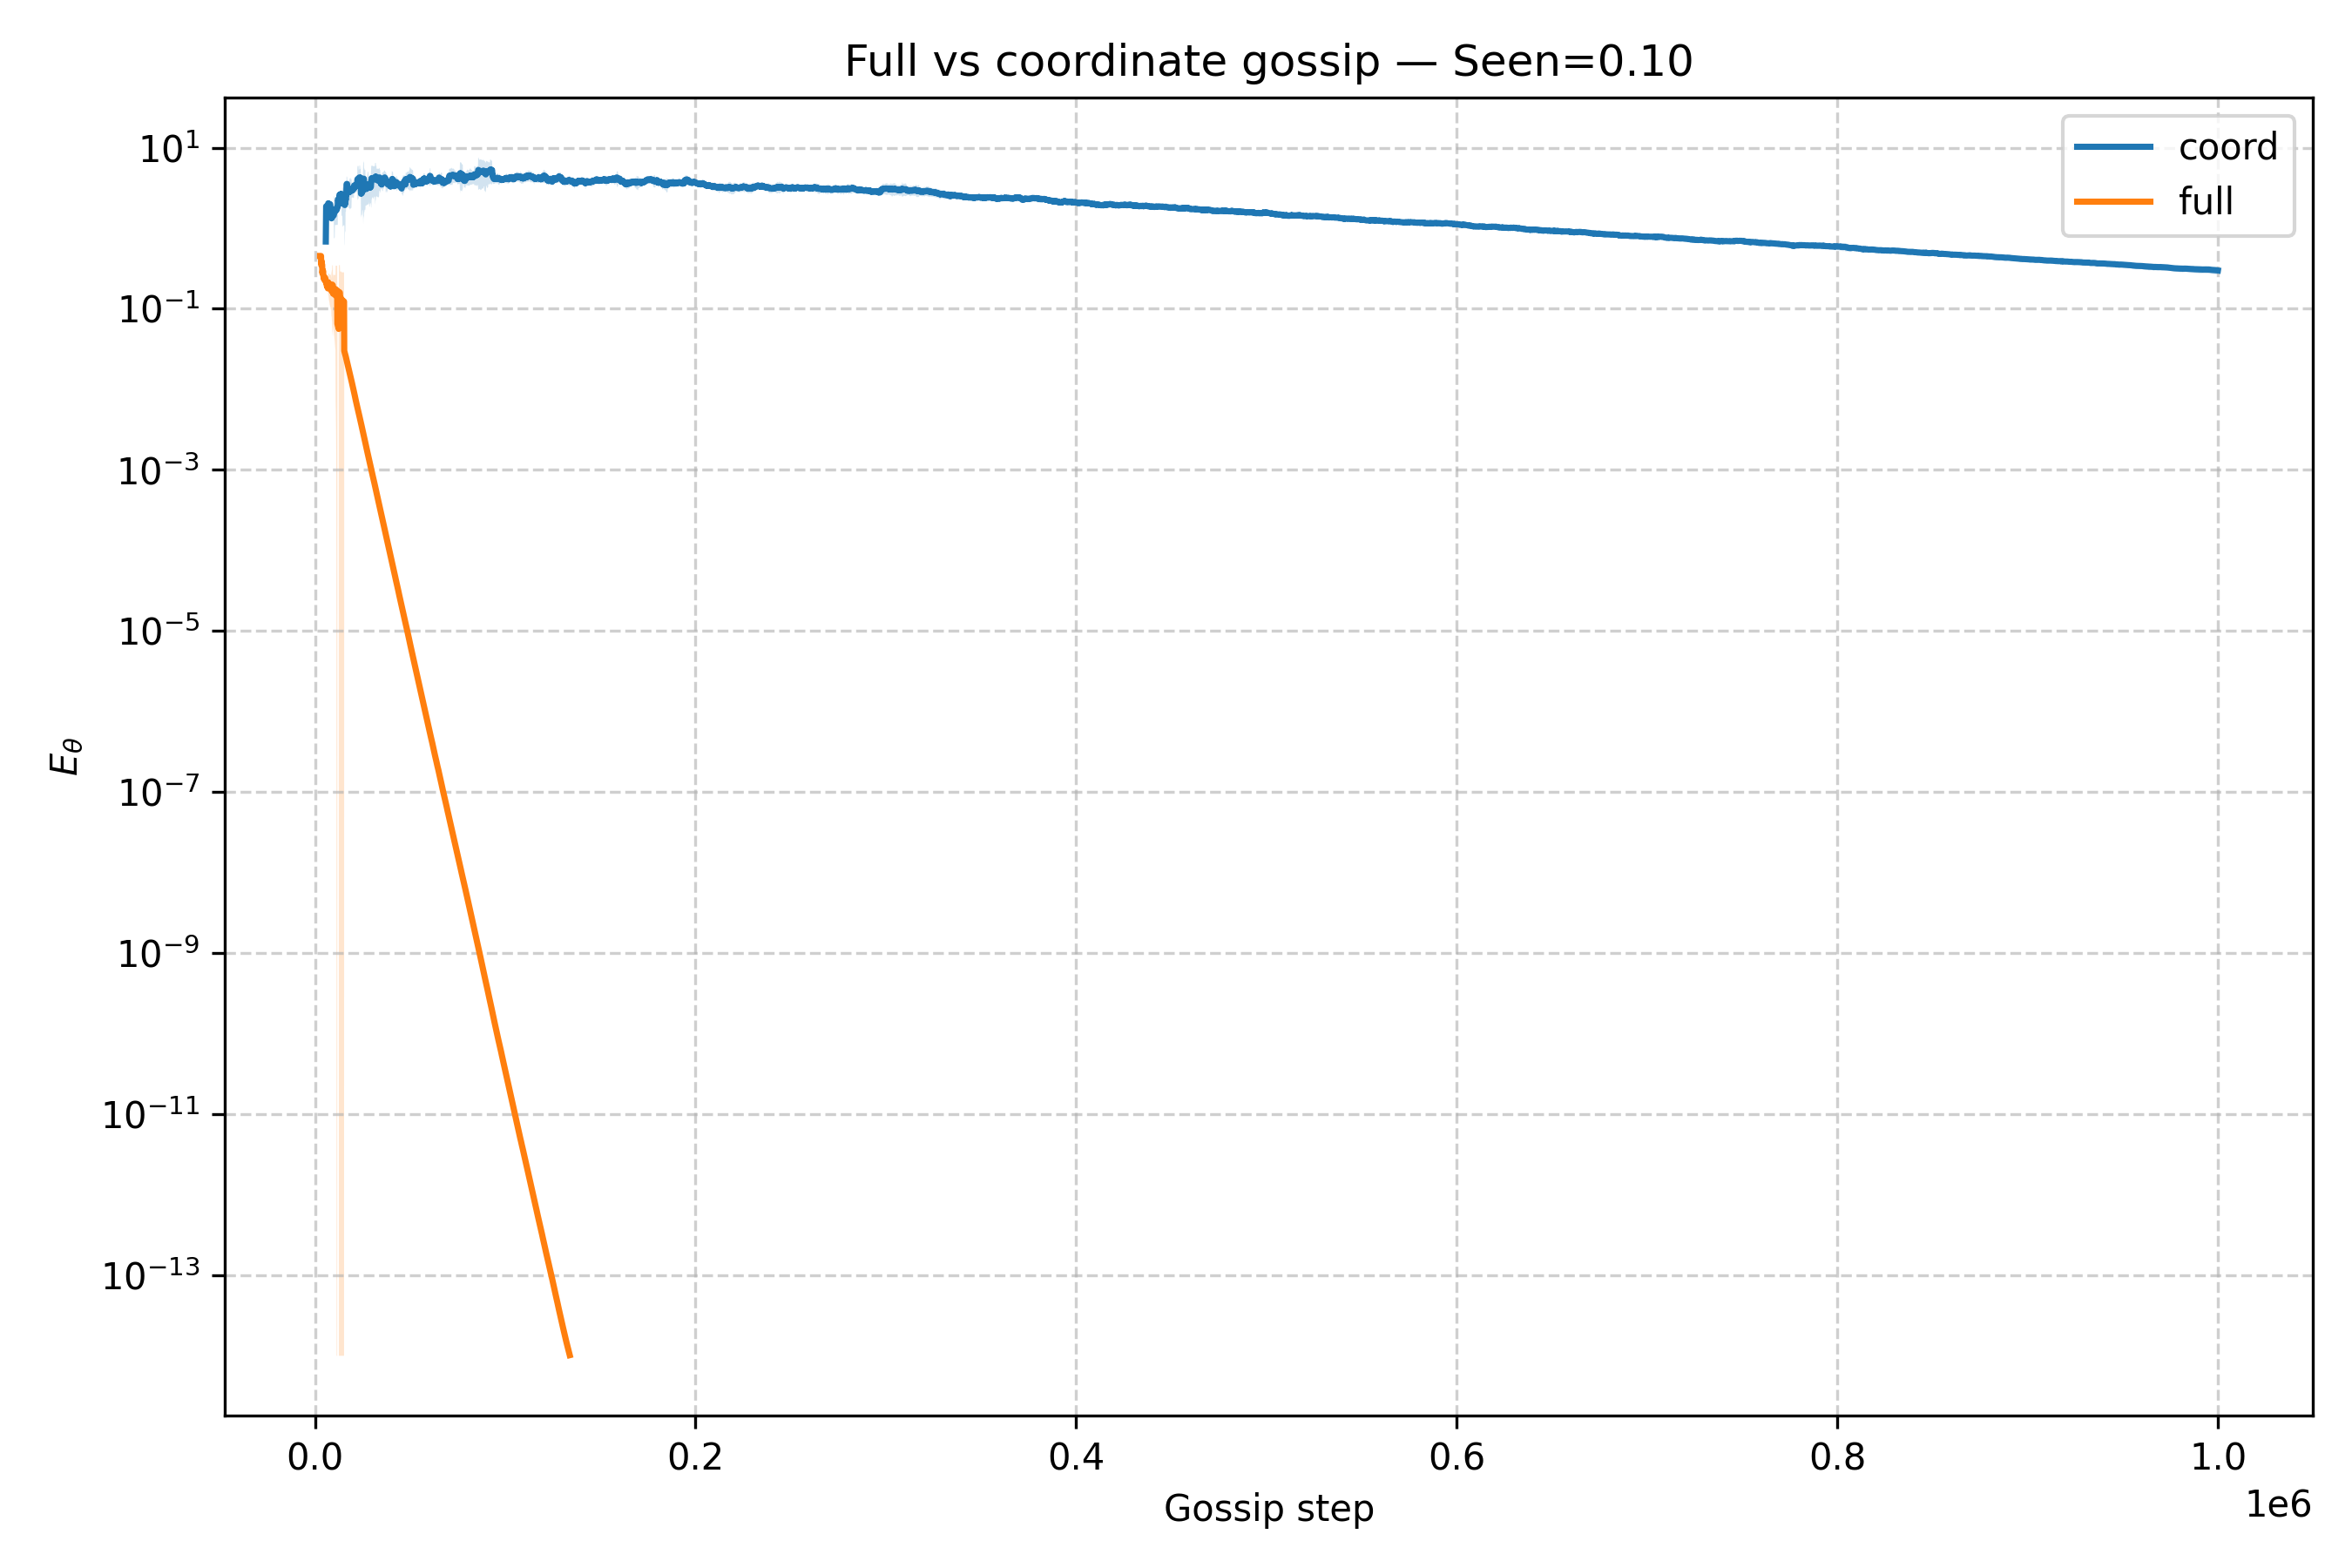 Full vs coordinate gossip — Seen=0.10
coord
full
10¹
10⁻¹
10⁻³
10⁻⁵
10⁻⁷
10⁻⁹
10⁻¹¹
10⁻¹³
E_θ
0.0 0.2 0.4 0.6 0.8 1.0
Gossip step
1e6